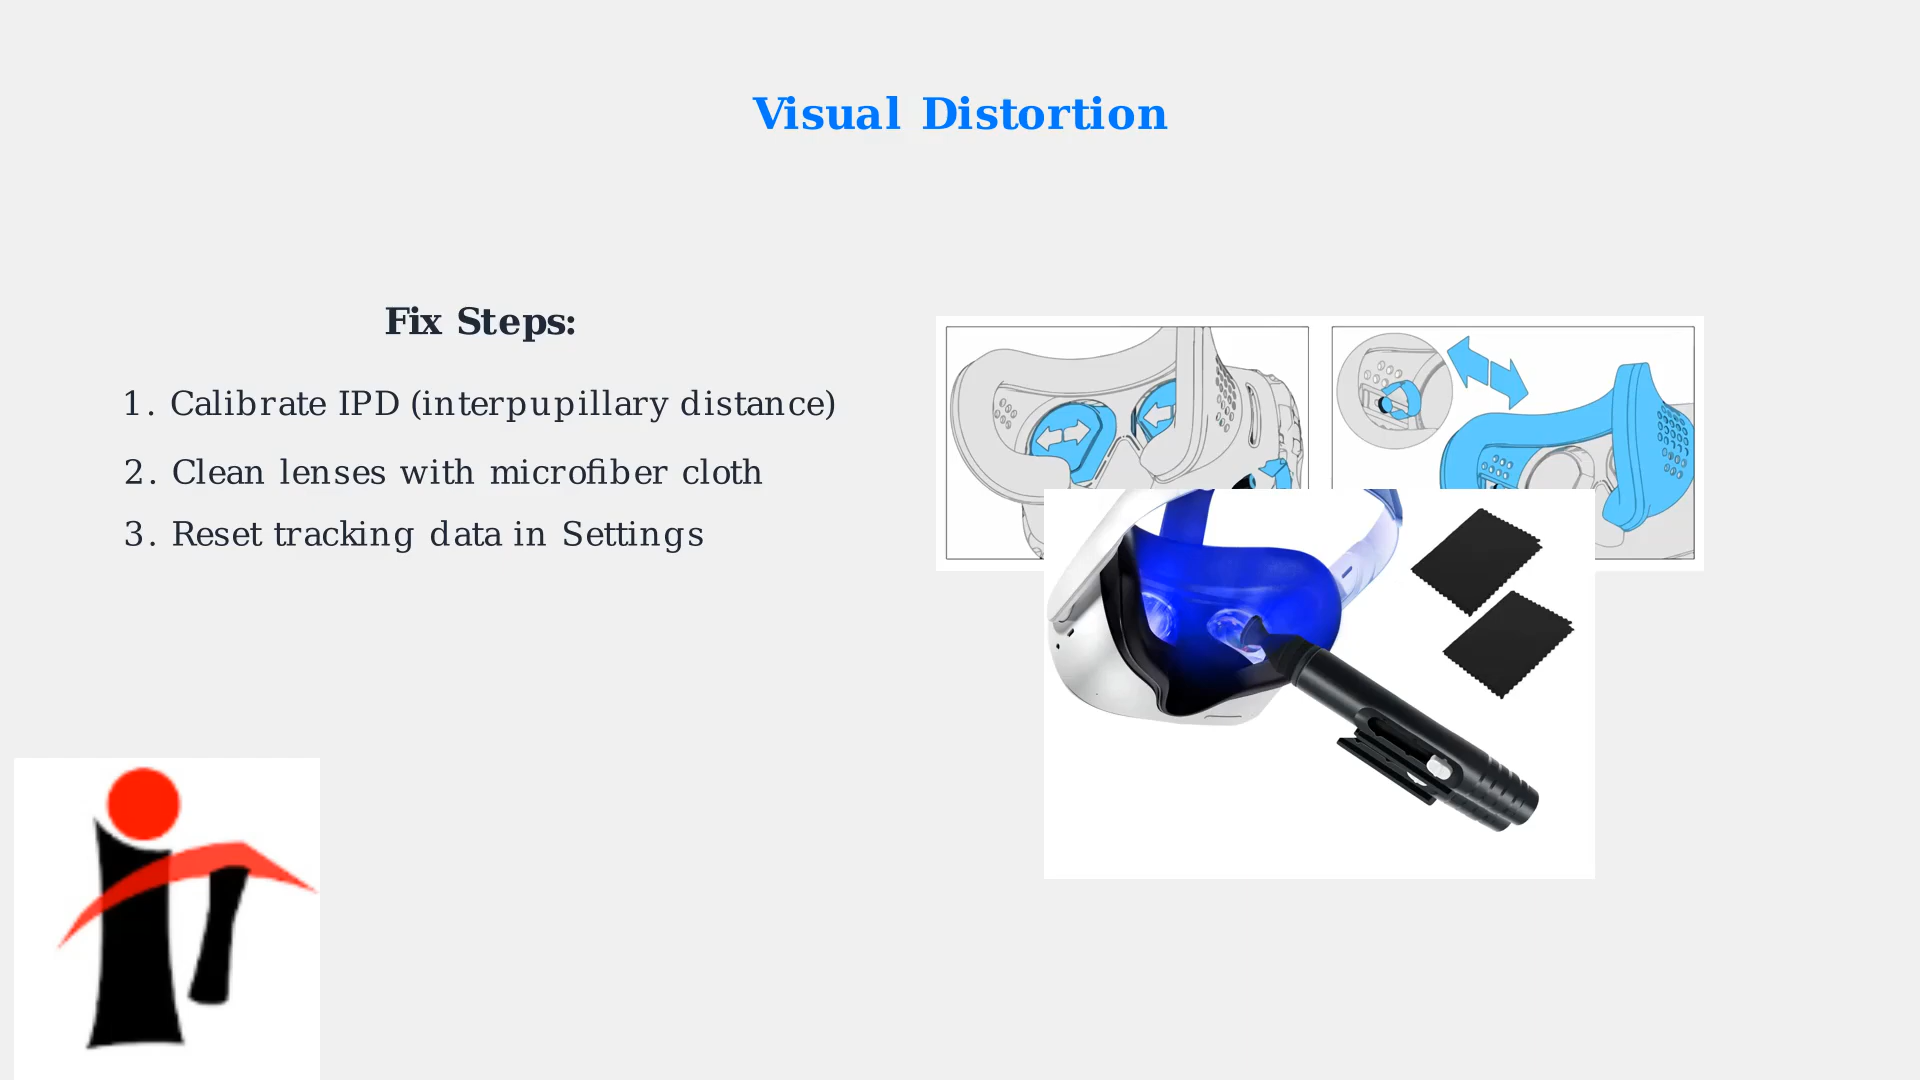 Visual Distortion
Fix Steps:
1. Calibrate IPD (interpupillary distance)
2. Clean lenses with microfiber cloth
3. Reset tracking data in Settings